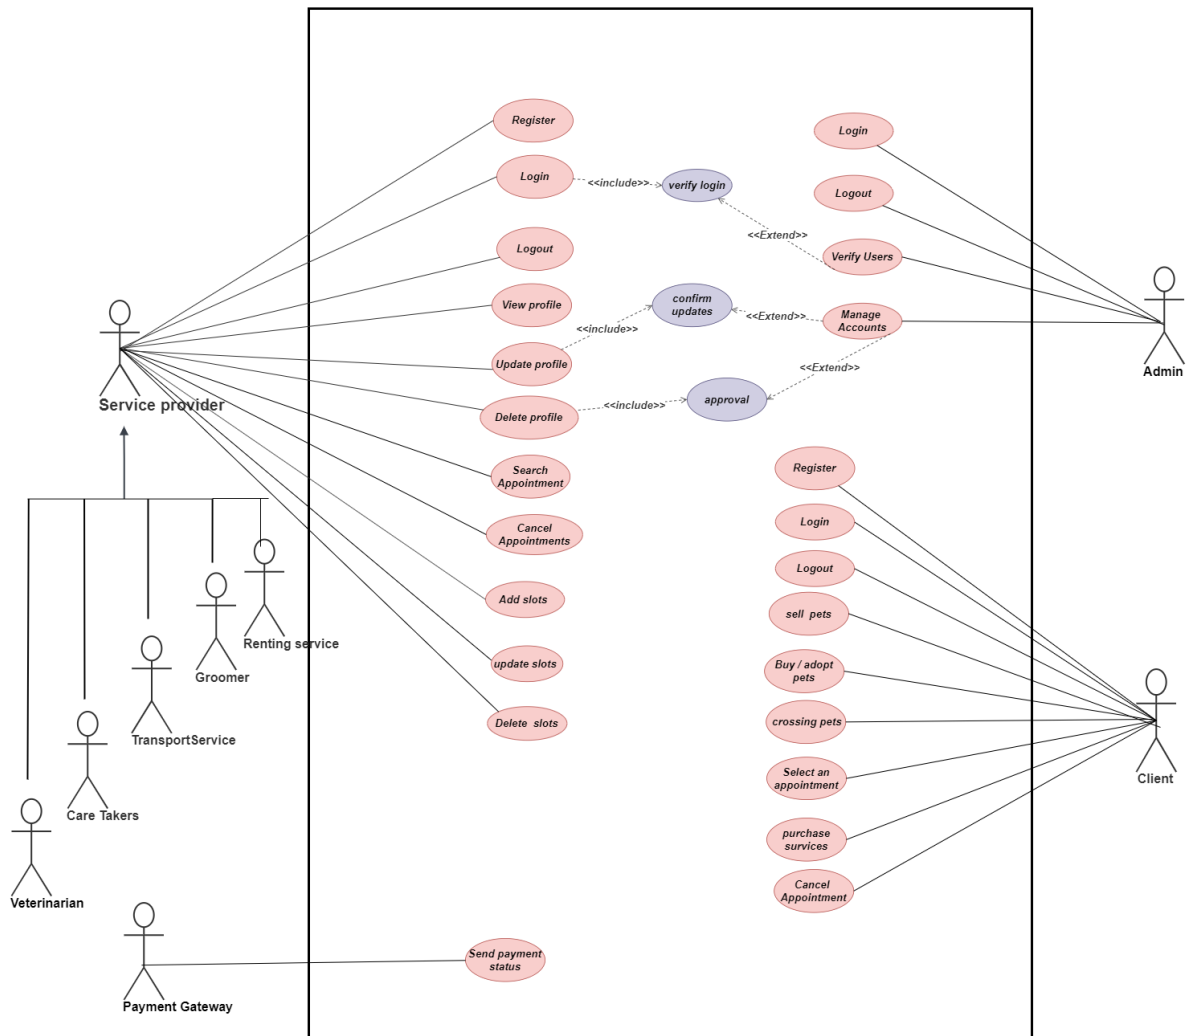 Register
Login
<<include>>
verify login
Login
Logout
<<Extend>>
Logout
Verify Users
View profile
confirm
updates
<<Extend>>
Manage
Accounts
<<include>>
Update profile
<<Extend>>
Admin
Service provider
Delete profile
<<include>>
approval
Search
Appointment
Register
Cancel
Appointments
Login
Logout
Add slots
sell pets
Renting service
Groomer
update slots
Buy / adopt
pets
TransportService
Delete slots
crossing pets
Select an
appointment
Client
Care Takers
purchase
survices
Veterinarian
Cancel
Appointment
Send payment
status
Payment Gateway